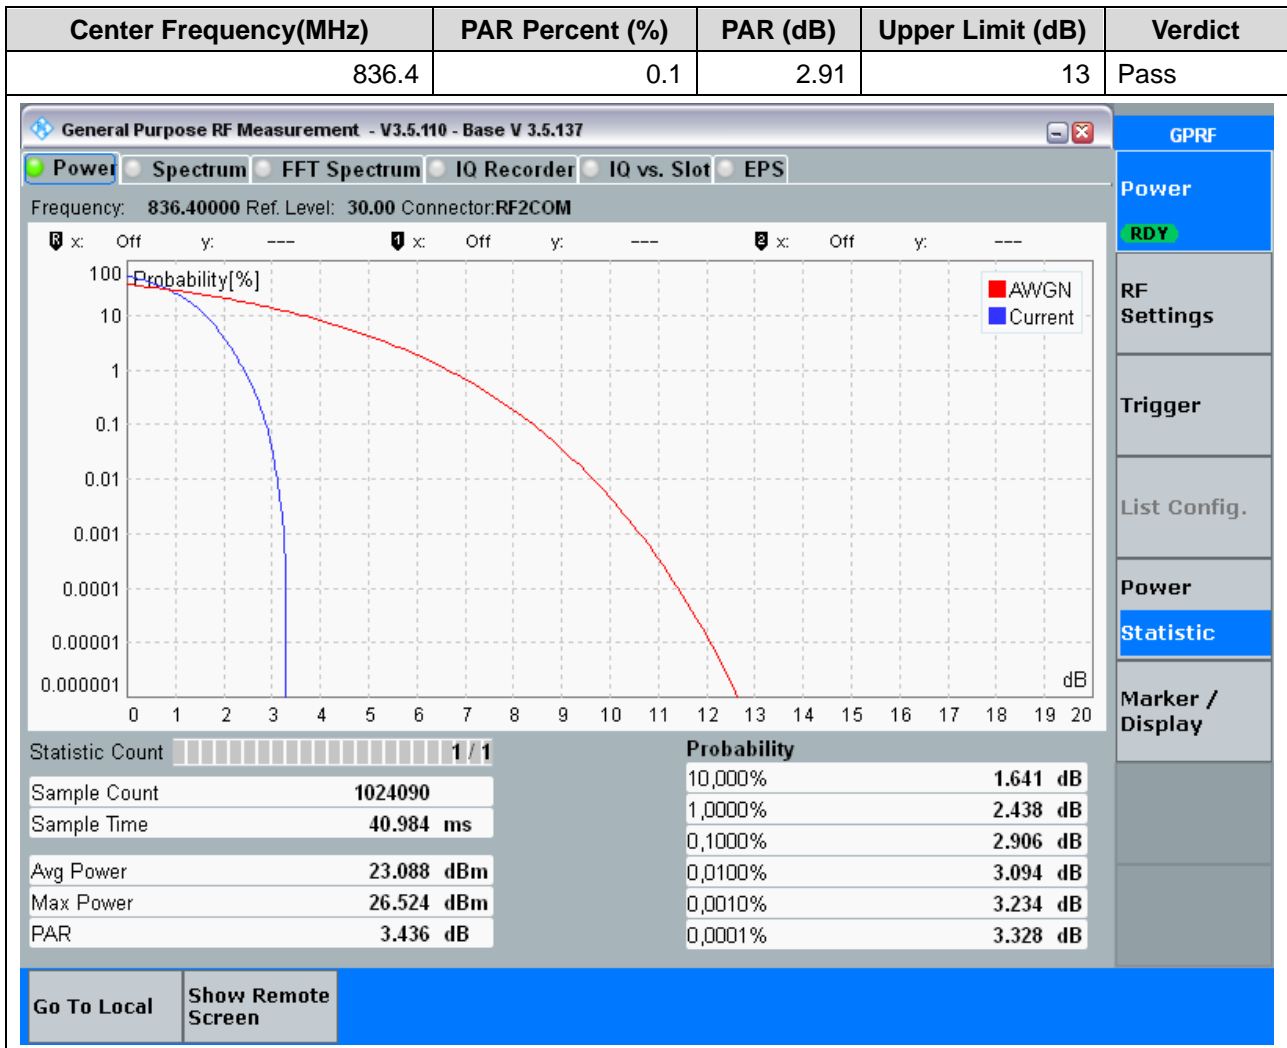 Center Frequency(MHz) PAR Percent (%) PAR (dB) Upper Limit (dB) Verdict
836.4 0.1 2.91 13 Pass
General Purpose RF Measurement - V3.5.110 - Base V 3.5.137
GPRF
Power Spectrum FFT Spectrum IQ Recorder IQ vs. Slot EPS
Power
RDY
Frequency: 836.40000 Ref. Level: 30.00 Connector:RF2COM
R x: Off y: --- 1 x: Off y: --- 2 x: Off y: ---
100 Probability[%]
AWGN
Current
10
1
0.1
0.01
0.001
0.0001
0.00001
0.000001
dB
0 1 2 3 4 5 6 7 8 9 10 11 12 13 14 15 16 17 18 19 20
RF
Settings
Trigger
List Config.
Power
Statistic
Marker /
Display
Statistic Count 1 / 1
Sample Count 1024090
Sample Time 40.984 ms
Avg Power 23.088 dBm
Max Power 26.524 dBm
PAR 3.436 dB
Probability
10,000% 1.641 dB
1,0000% 2.438 dB
0,1000% 2.906 dB
0,0100% 3.094 dB
0,0010% 3.234 dB
0,0001% 3.328 dB
Go To Local
Show Remote
Screen